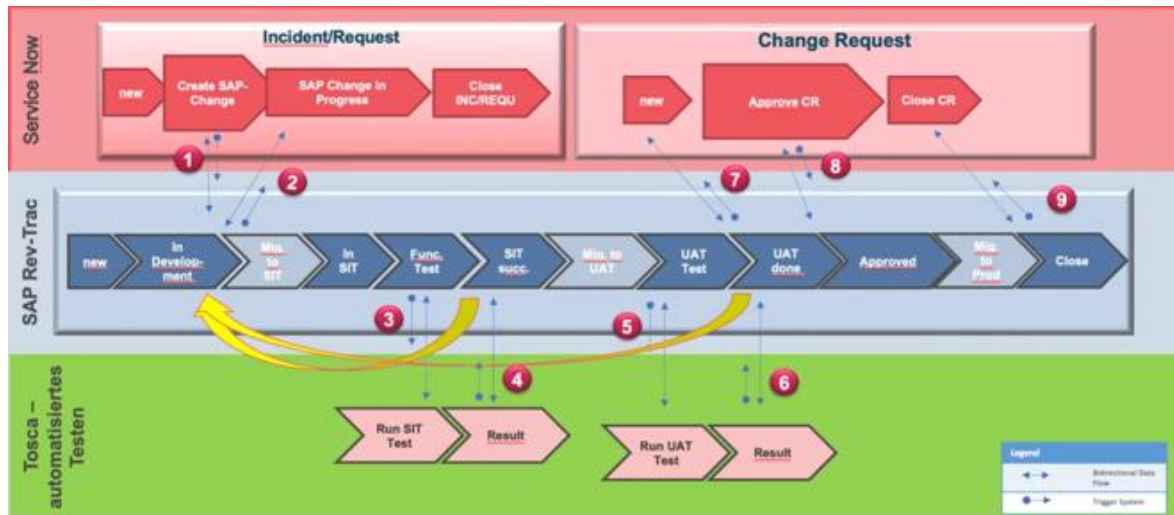 Service Now
Incident/Request
new
Create SAP-
Change
SAP Change in
Progress
Close
INC/REQU
Change Request
new
Approve CR
Close CR
1
2
7
8
9
SAP Rev-Trac
new
In
Develop-
ment
Mig.
to
SIT
In
SIT
Func.
Test
SIT
succ.
Mig. to
UAT
UAT
Test
UAT
done
Approved
Mig.
to
Prod
Close
3
4
5
6
Tosca –
automatisiertes
Testen
Run SIT
Test
Result
Run UAT
Test
Result
Legend
Bidirectional Data
Flow
Trigger System